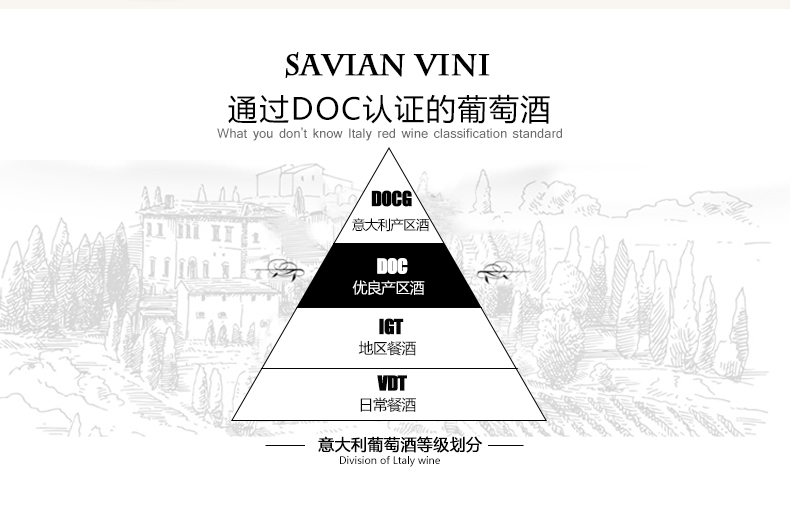 SAVIAN VINI
通过DOC认证的葡萄酒
What you don't know Italy red wine classification standard
DOCG
意大利产区酒
DOC
优良产区酒
IGT
地区餐酒
VDT
日常餐酒
意大利葡萄酒等级划分
Division of Ltaly wine